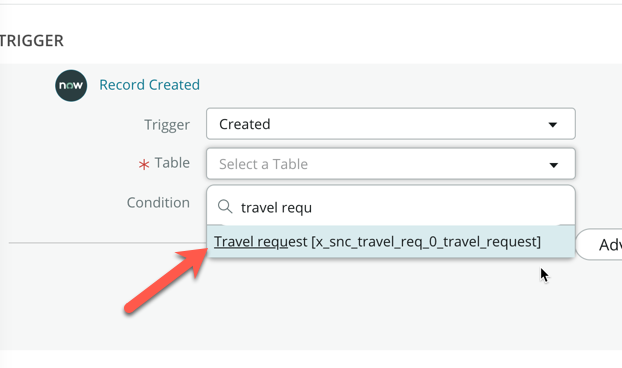 TRIGGER
now
Record Created
Trigger
Created
* Table
Select a Table
Condition
travel requ
Travel request [x_snc_travel_req_0_travel_request]
Adv